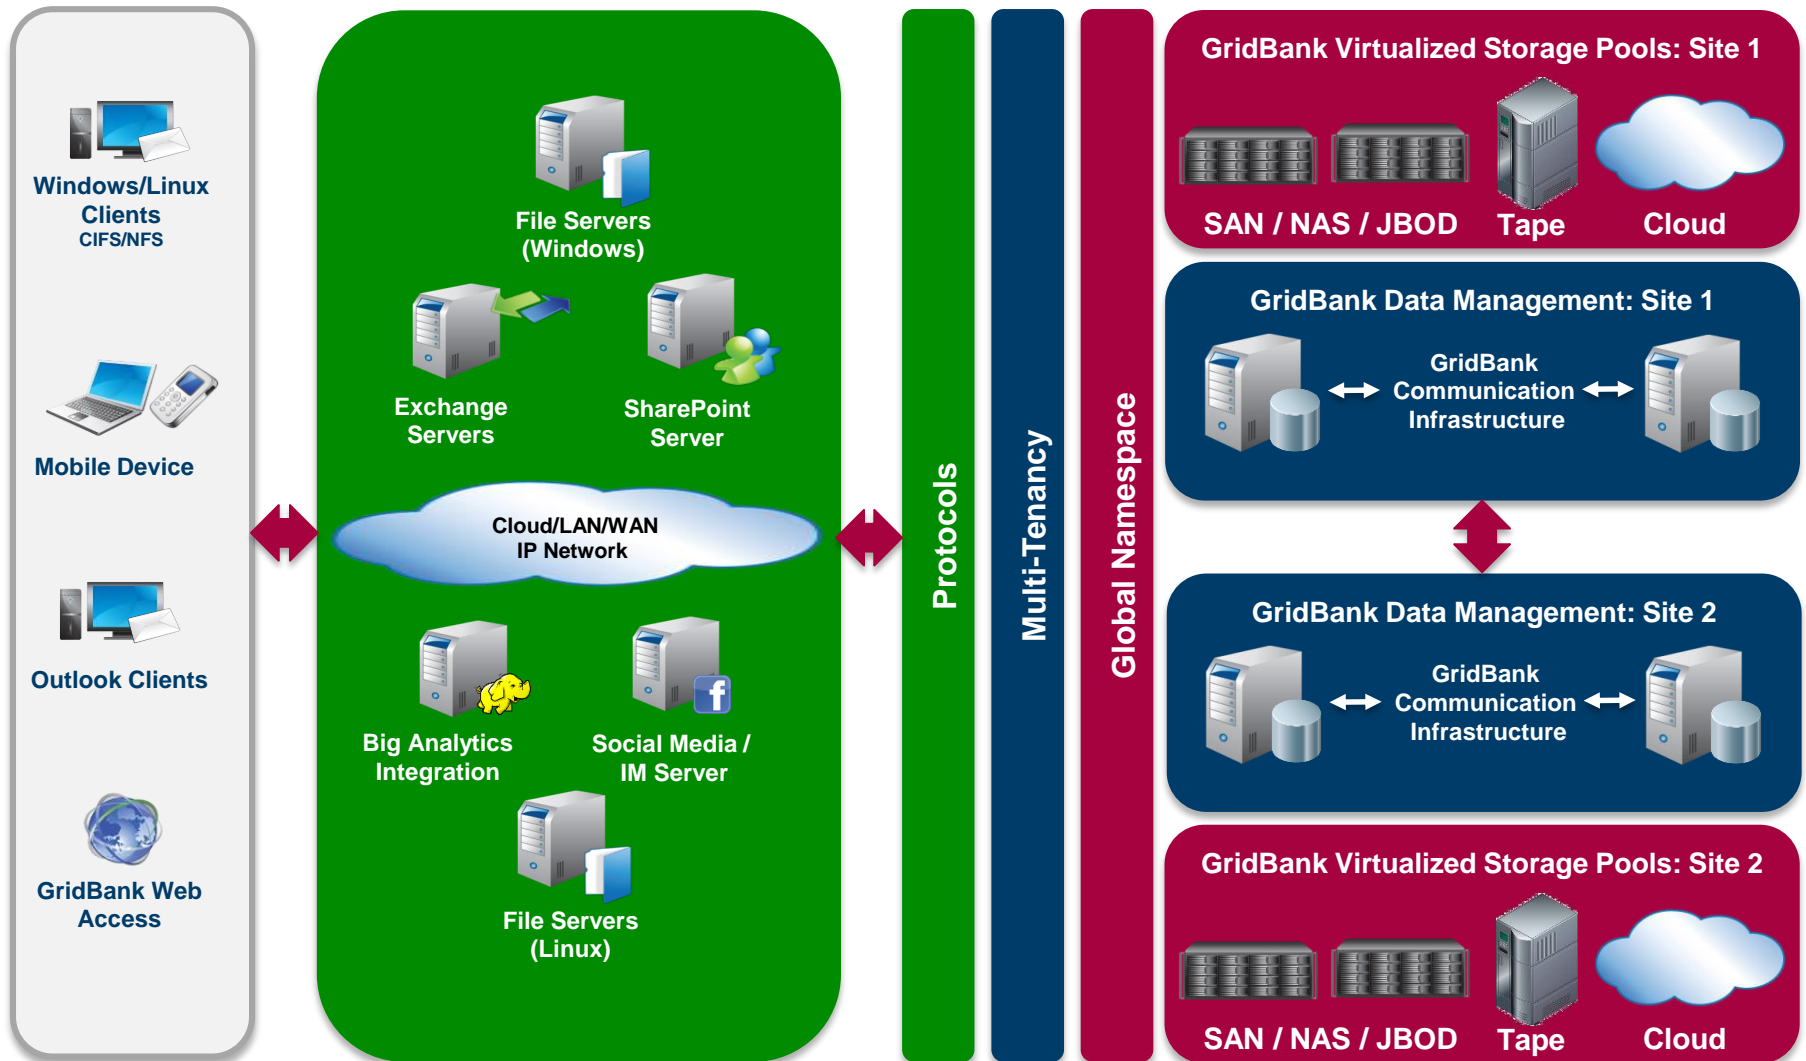 Windows/Linux
Clients
CIFS/NFS
Mobile Device
Outlook Clients
GridBank Web
Access
File Servers
(Windows)
Exchange
Servers
SharePoint
Server
Cloud/LAN/WAN
IP Network
Big Analytics
Integration
Social Media /
IM Server
f
File Servers
(Linux)
Protocols
Multi-Tenancy
Global Namespace
GridBank Virtualized Storage Pools: Site 1
SAN / NAS / JBOD
Tape
Cloud
GridBank Data Management: Site 1
GridBank
Communication
Infrastructure
GridBank Data Management: Site 2
GridBank
Communication
Infrastructure
GridBank Virtualized Storage Pools: Site 2
SAN / NAS / JBOD
Tape
Cloud